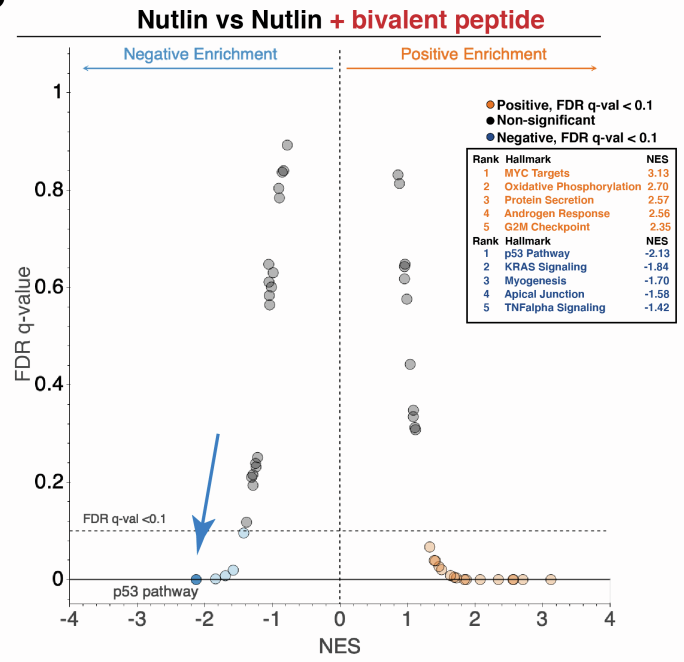 Nutlin vs Nutlin + bivalent peptide
Negative Enrichment
Positive Enrichment
Positive, FDR q-val < 0.1
Non-significant
Negative, FDR q-val < 0.1
Rank Hallmark NES
1 MYC Targets 3.13
2 Oxidative Phosphorylation 2.70
3 Protein Secretion 2.57
4 Androgen Response 2.56
5 G2M Checkpoint 2.35
Rank Hallmark NES
1 p53 Pathway -2.13
2 KRAS Signaling -1.84
3 Myogenesis -1.70
4 Apical Junction -1.58
5 TNFalpha Signaling -1.42
FDR q-value
1
0.8
0.6
0.4
0.2
0
FDR q-val <0.1
p53 pathway
-4 -3 -2 -1 0 1 2 3 4
NES